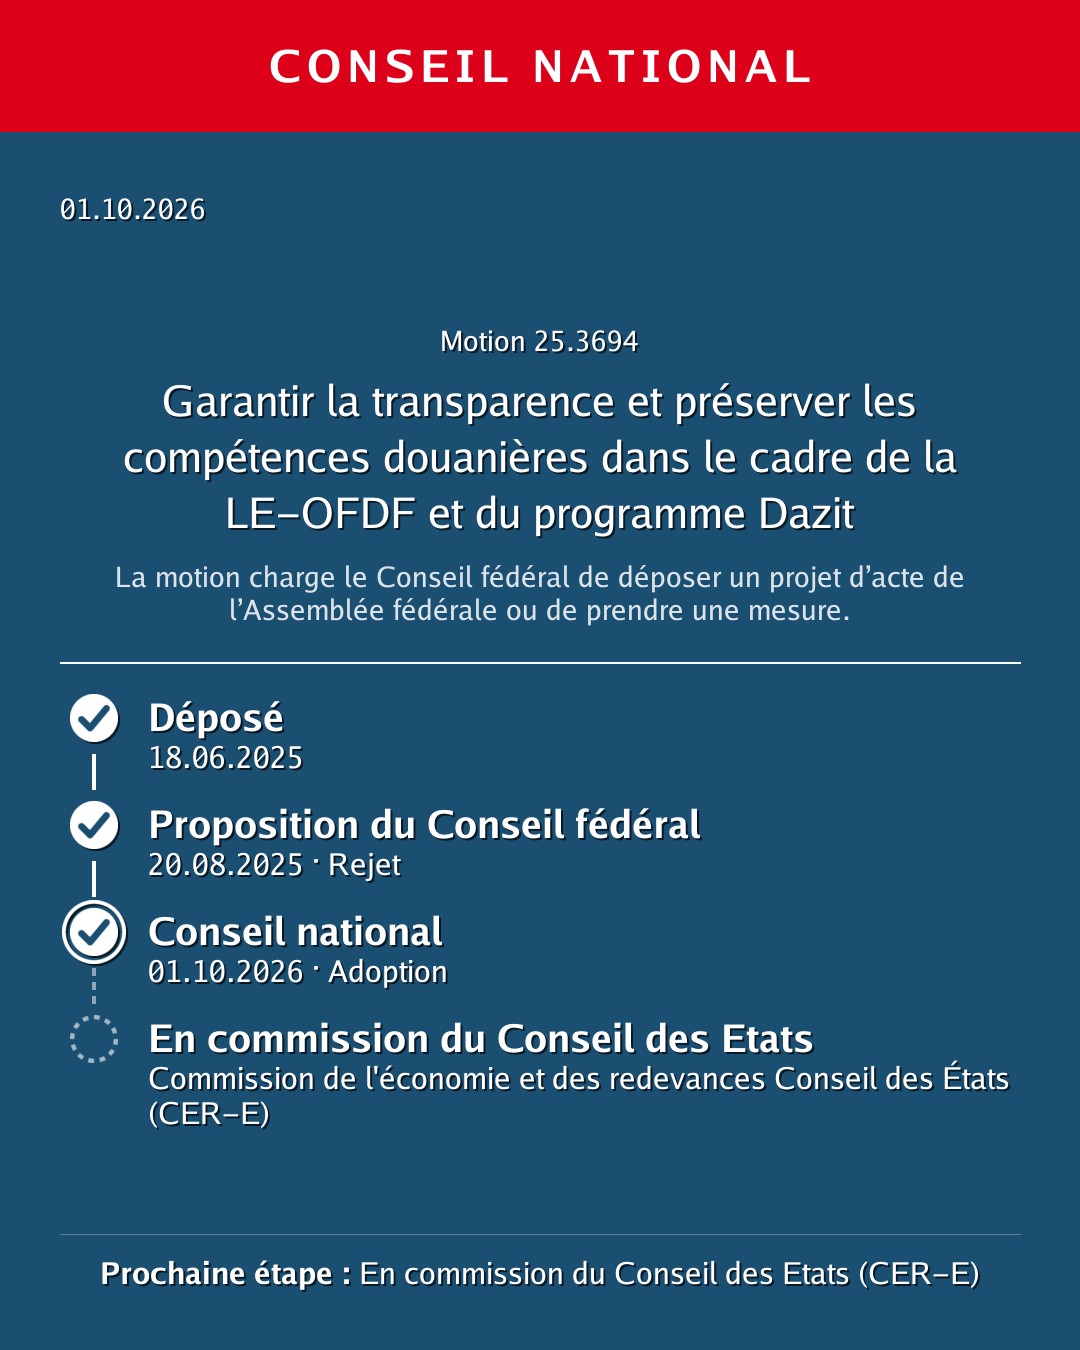 CONSEIL NATIONAL
01.10.2026
Motion 25.3694
Garantir la transparence et préserver les
compétences douanières dans le cadre de la
LE-OFDF et du programme Dazit
La motion charge le Conseil fédéral de déposer un projet d’acte de
l’Assemblée fédérale ou de prendre une mesure.
Déposé
18.06.2025
Proposition du Conseil fédéral
20.08.2025 · Rejet
Conseil national
01.10.2026 · Adoption
En commission du Conseil des Etats
Commission de l'économie et des redevances Conseil des États
(CER-E)
Prochaine étape : En commission du Conseil des Etats (CER-E)